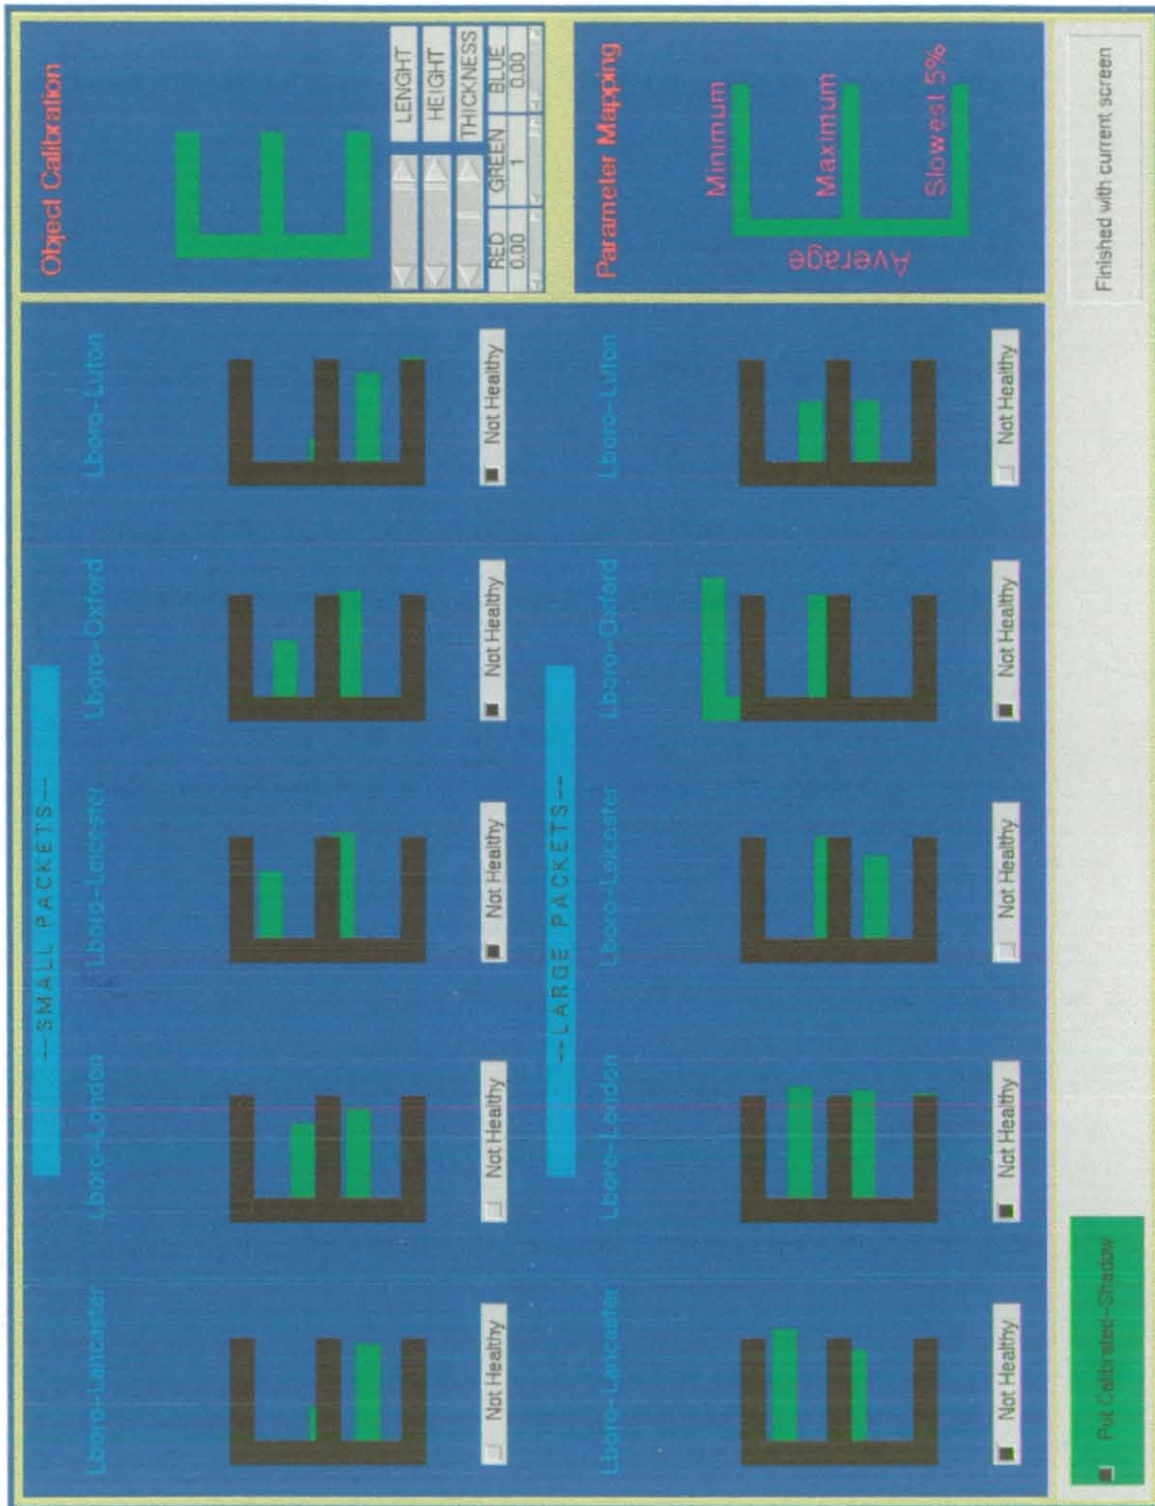 ---SMALL PACKETS---
Lboro-Lancaster
Lboro-London
Lboro-Leicester
Lboro-Oxford
Lboro-Luton
Not Healthy
Not Healthy
Not Healthy
Not Healthy
Not Healthy
---LARGE PACKETS---
Lboro-Lancaster
Lboro-London
Lboro-Leicester
Lboro-Oxford
Lboro-Luton
Not Healthy
Not Healthy
Not Healthy
Not Healthy
Not Healthy
Object Calibration
LENGHT
HEIGHT
THICKNESS
RED GREEN BLUE
0.00 1 0.00
Parameter Mapping
Minimum
Average
Maximum
Slowest 5%
Put Calibrated-Shadow
Finished with current screen